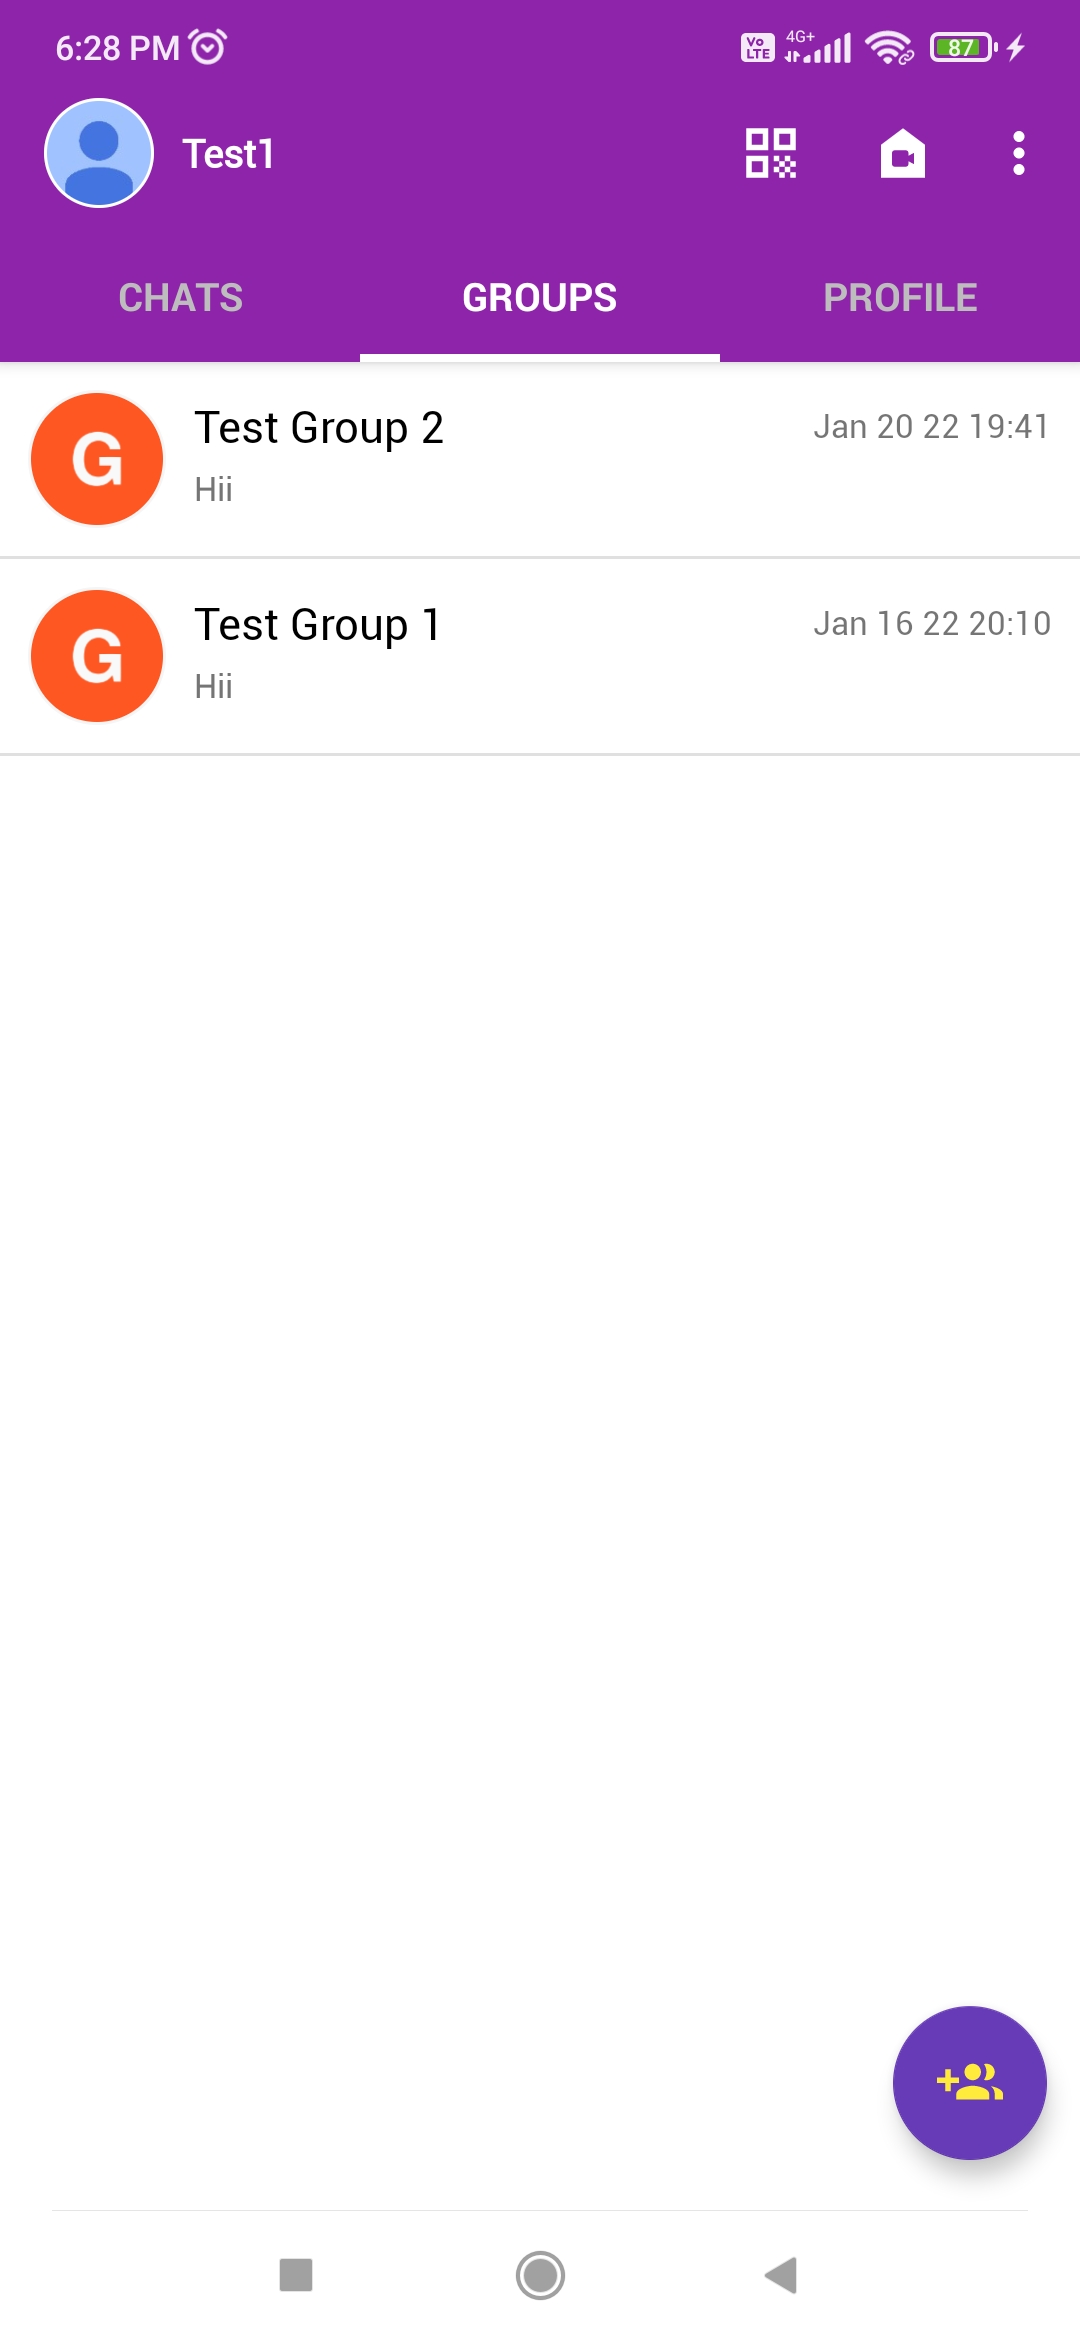 6:28 PM
Vo LTE 4G+ 87
Test1
CHATS GROUPS PROFILE
G Test Group 2 Jan 20 22 19:41
Hii
G Test Group 1 Jan 16 22 20:10
Hii